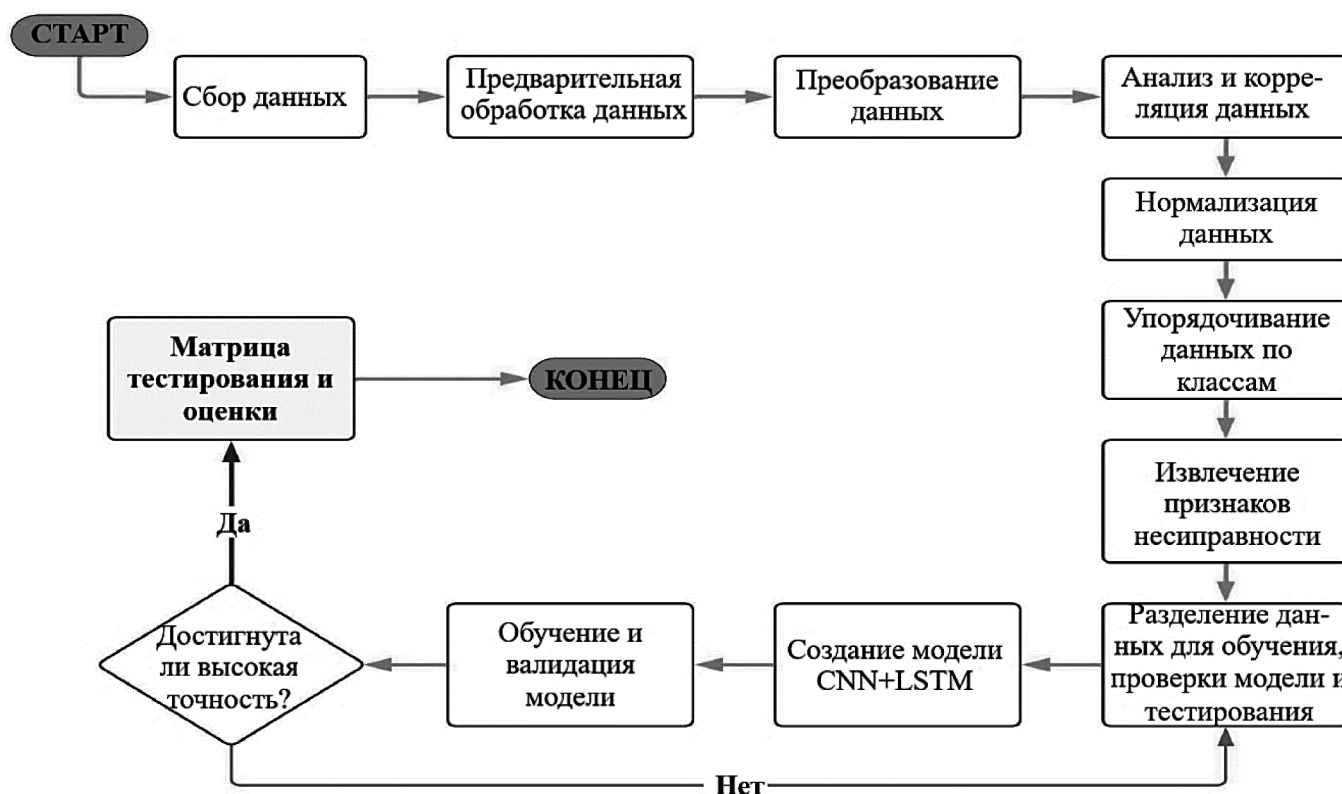 СТАРТ
Сбор данных
Предварительная
обработка данных
Преобразование
данных
Анализ и корре-
ляция данных
Нормализация
данных
Упорядочивание
данных по
классам
Извлечение
признаков
несиправности
Разделение дан-
ных для обучения,
проверки модели и
тестирования
Создание модели
CNN+LSTM
Обучение и
валидация
модели
Достигнута
ли высокая
точность?
Да
Нет
Матрица
тестирования и
оценки
КОНЕЦ